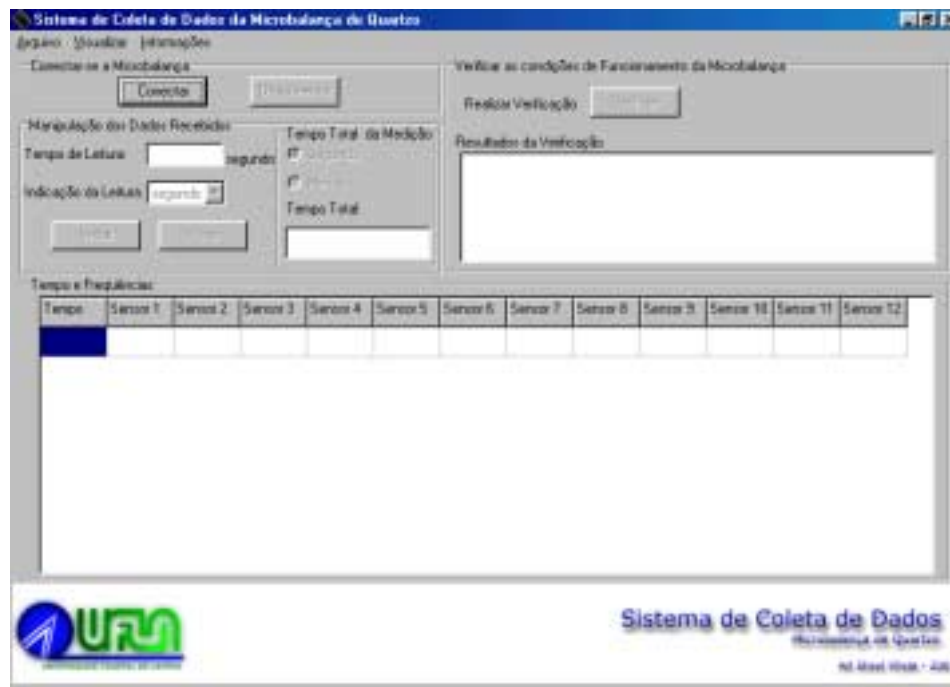 Sistema de Coleta de Dados da Microbalança de Quartzo
Arquivo Visualizar Informações
Conectar-se a Microbalança
Conectar
Verificar as condições de Funcionamento da Microbalança
Realizar Verificação
Manipulação dos Dados Recebidos
Tempo de Leitura segundo
Indicação da Leitura segundo
Tempo Total da Medição
Tempo Total
Resultados da Verificação
Tempo e Frequências
Tempo Sensor 1 Sensor 2 Sensor 3 Sensor 4 Sensor 5 Sensor 6 Sensor 7 Sensor 8 Sensor 9 Sensor 10 Sensor 11 Sensor 12
UFLA
UNIVERSIDADE FEDERAL DE LAVRAS
Sistema de Coleta de Dados
Microbalança de Quartzo